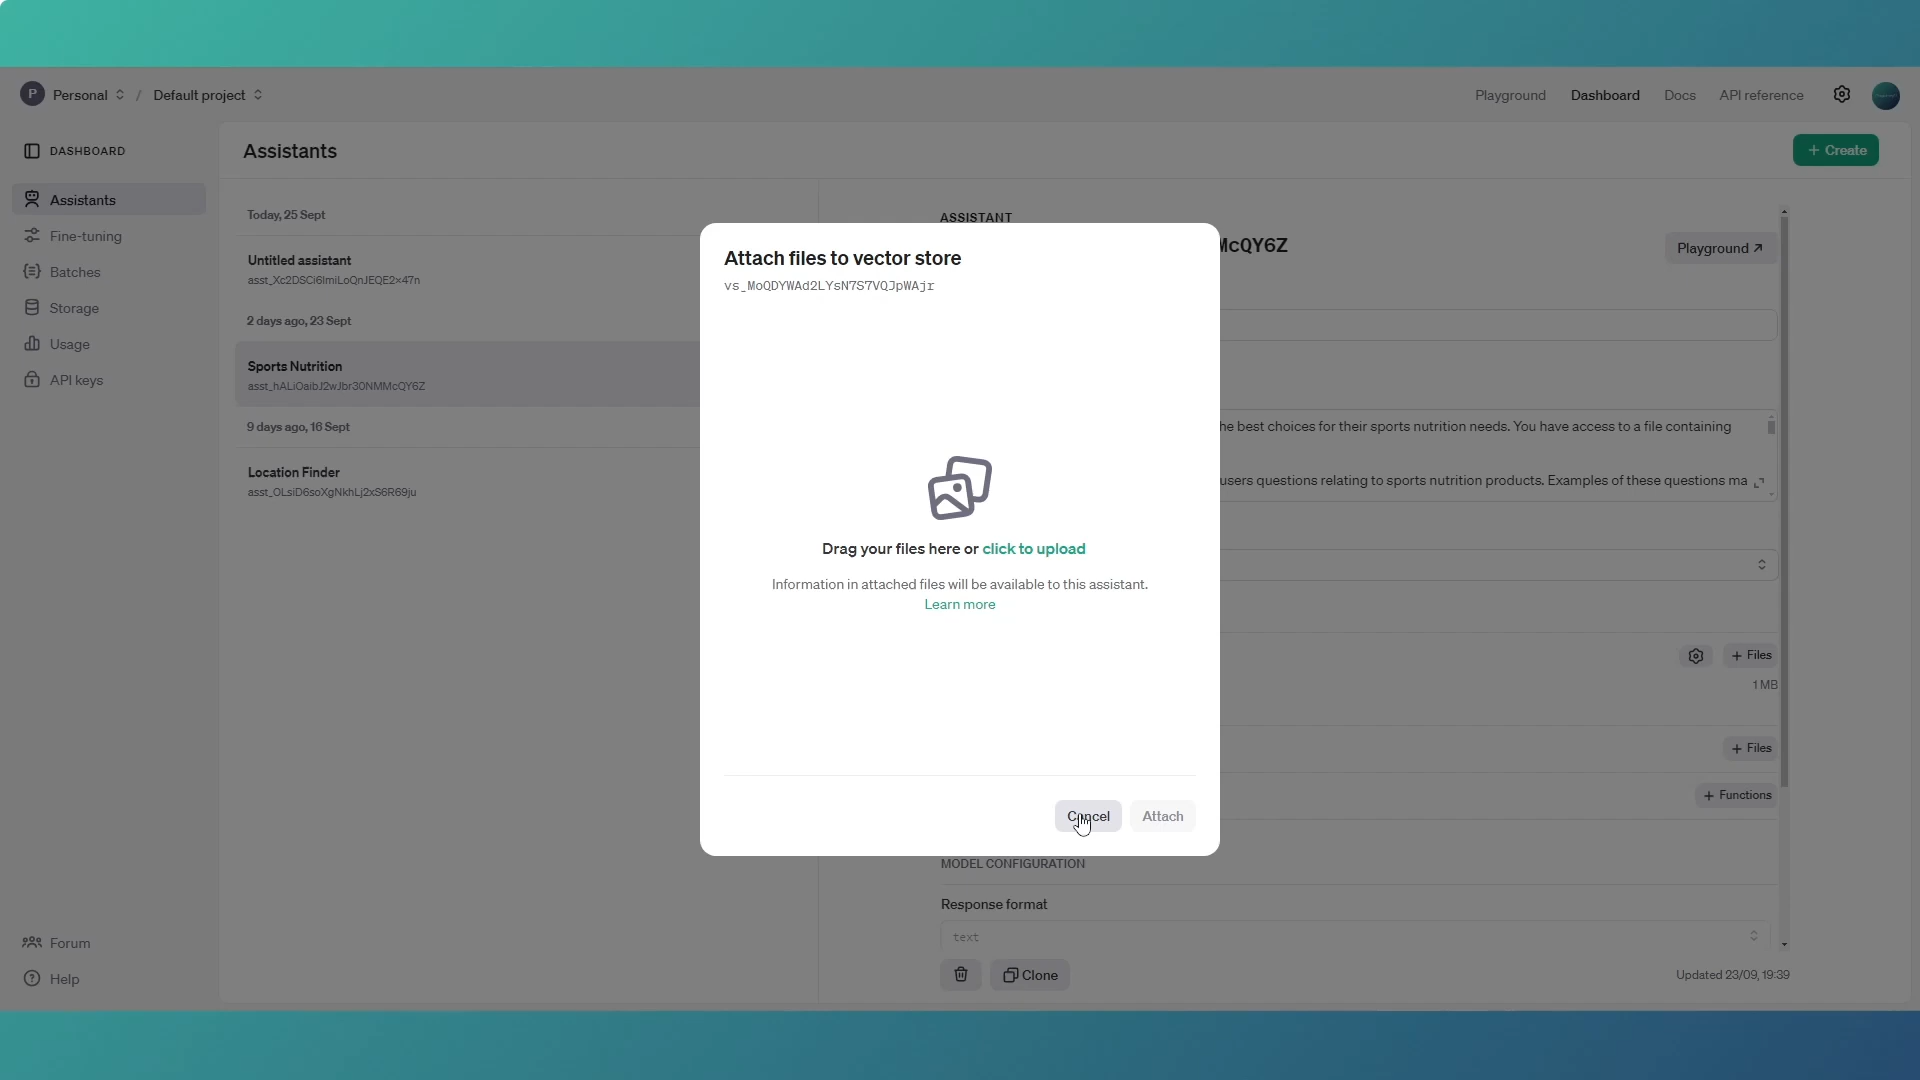 P Personal / Default project
Playground Dashboard Docs API reference
DASHBOARD
Assistants
Fine-tuning
Batches
Storage
Usage
API keys
Forum
Help
Assistants
+ Create
Today, 25 Sept
Untitled assistant
asst_Xc2DSCi6ImiLoQnJEQE2x47n
2 days ago, 23 Sept
Sports Nutrition
asst_hALiOaibJ2wJbr30NMMcQY6Z
9 days ago, 16 Sept
Location Finder
asst_OLsiD6soXgNkhLj2xS6R69ju
ASSISTANT
McQY6Z
Playground
he best choices for their sports nutrition needs. You have access to a file containing
users questions relating to sports nutrition products. Examples of these questions ma
+ Files
1 MB
+ Files
+ Functions
MODEL CONFIGURATION
Response format
text
Clone
Updated 23/09, 19:39
Attach files to vector store
vs_MoQDYWAd2LYsN7S7VQJpWAjr
Drag your files here or click to upload
Information in attached files will be available to this assistant.
Learn more
Cancel Attach